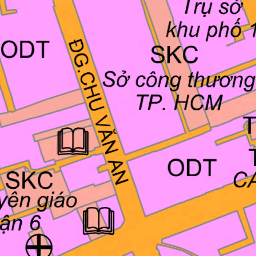 Trụ sở
khu phố 1
ODT
SKC
ĐG.CHU VĂN AN
Sở công thương
TP. HCM
ODT
SKC
yên giáo
ận 6